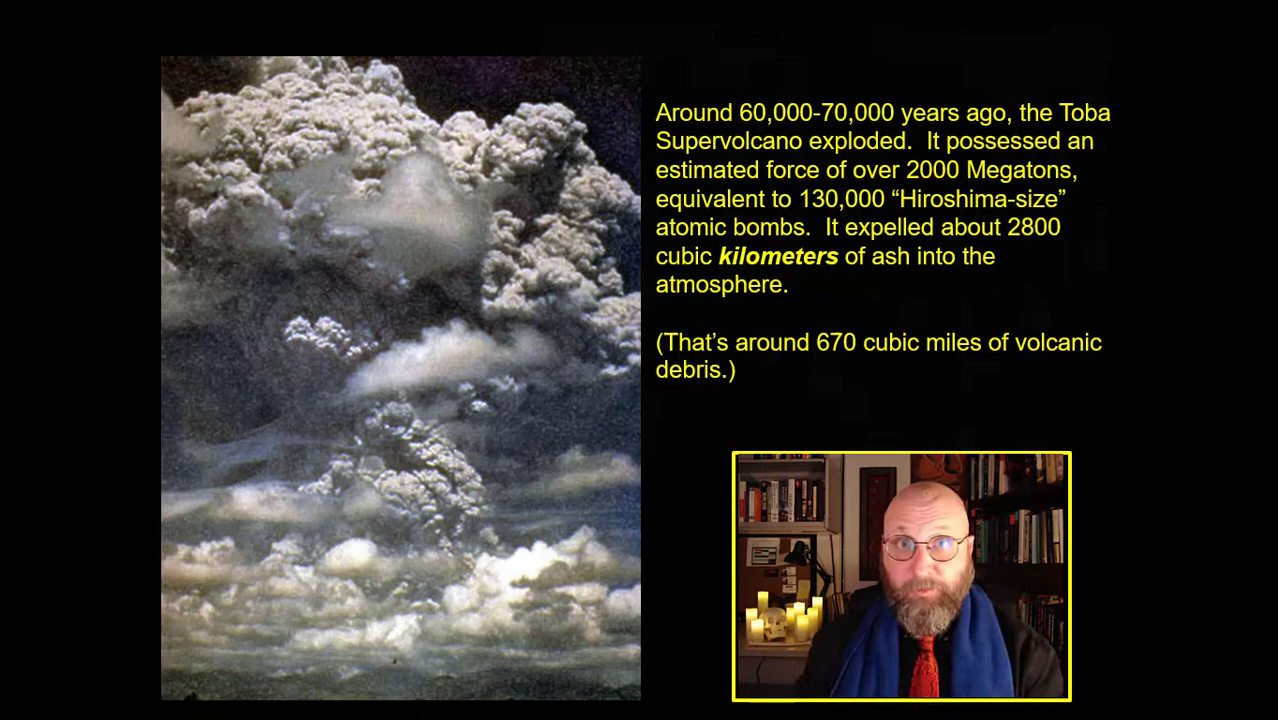 Around 60,000-70,000 years ago, the Toba
Supervolcano exploded.  It possessed an
estimated force of over 2000 Megatons,
equivalent to 130,000 “Hiroshima-size”
atomic bombs.  It expelled about 2800
cubic kilometers of ash into the
atmosphere.
(That’s around 670 cubic miles of volcanic
debris.)